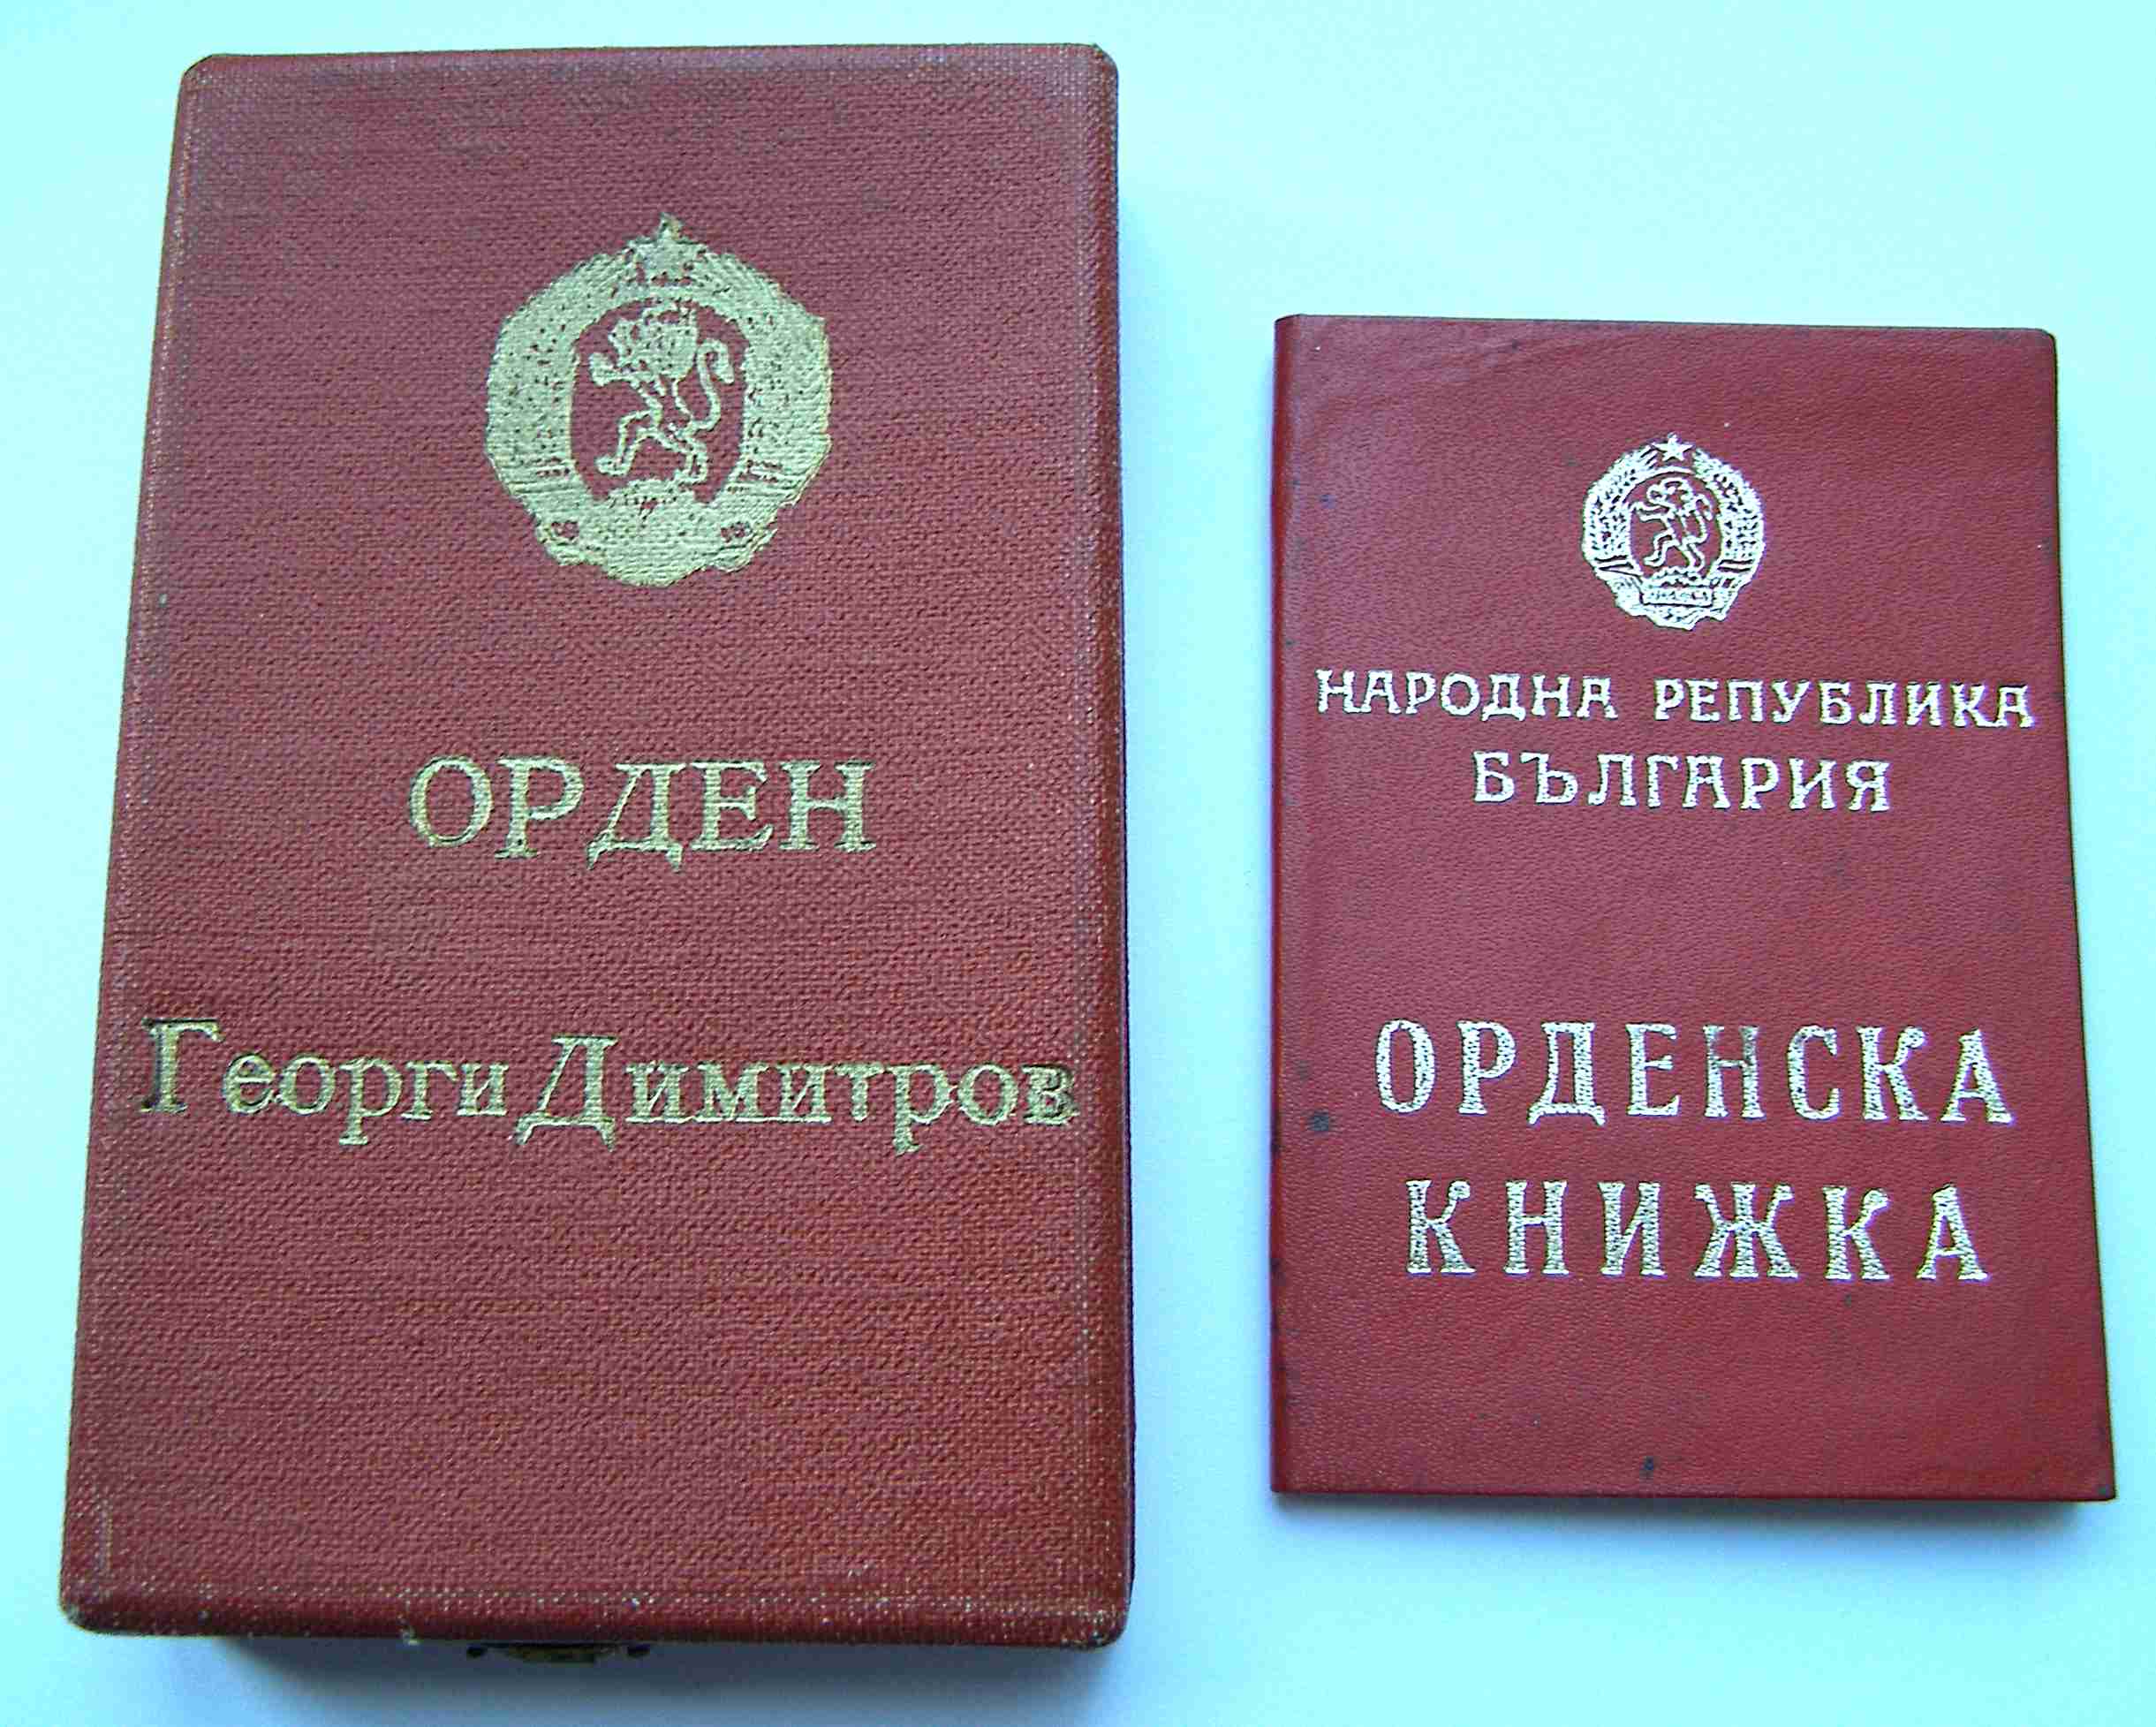 ОРДЕН
Георги Димитров
НАРОДНА РЕПУБЛИКА
БЪЛГАРИЯ
ОРДЕНСКА
КНИЖКА